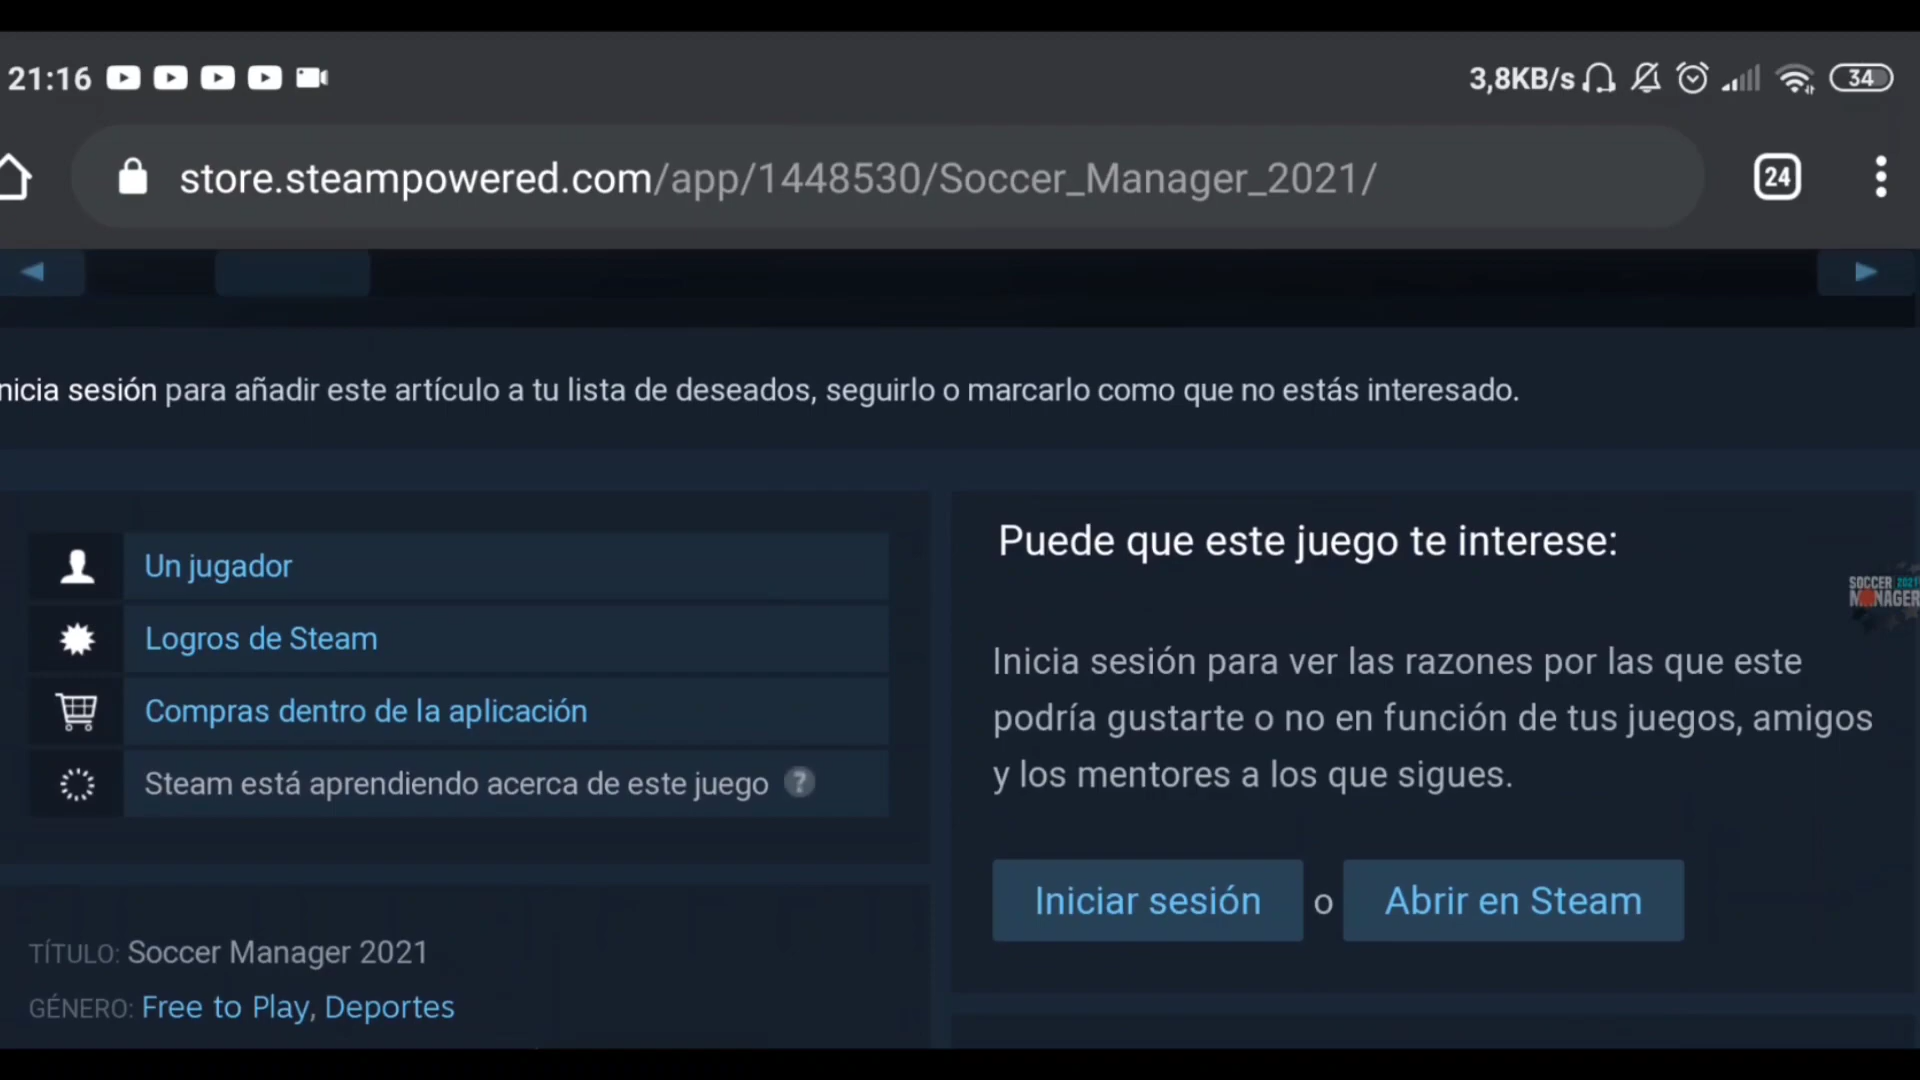 21:16
3,8KB/s
34
store.steampowered.com/app/1448530/Soccer_Manager_2021/
24
nicia sesión para añadir este artículo a tu lista de deseados, seguirlo o marcarlo como que no estás interesado.
Un jugador
Logros de Steam
Compras dentro de la aplicación
Steam está aprendiendo acerca de este juego ?
TÍTULO: Soccer Manager 2021
GÉNERO: Free to Play, Deportes
Puede que este juego te interese:
SOCCER 2021
MANAGER
Inicia sesión para ver las razones por las que este
podría gustarte o no en función de tus juegos, amigos
y los mentores a los que sigues.
Iniciar sesión o Abrir en Steam